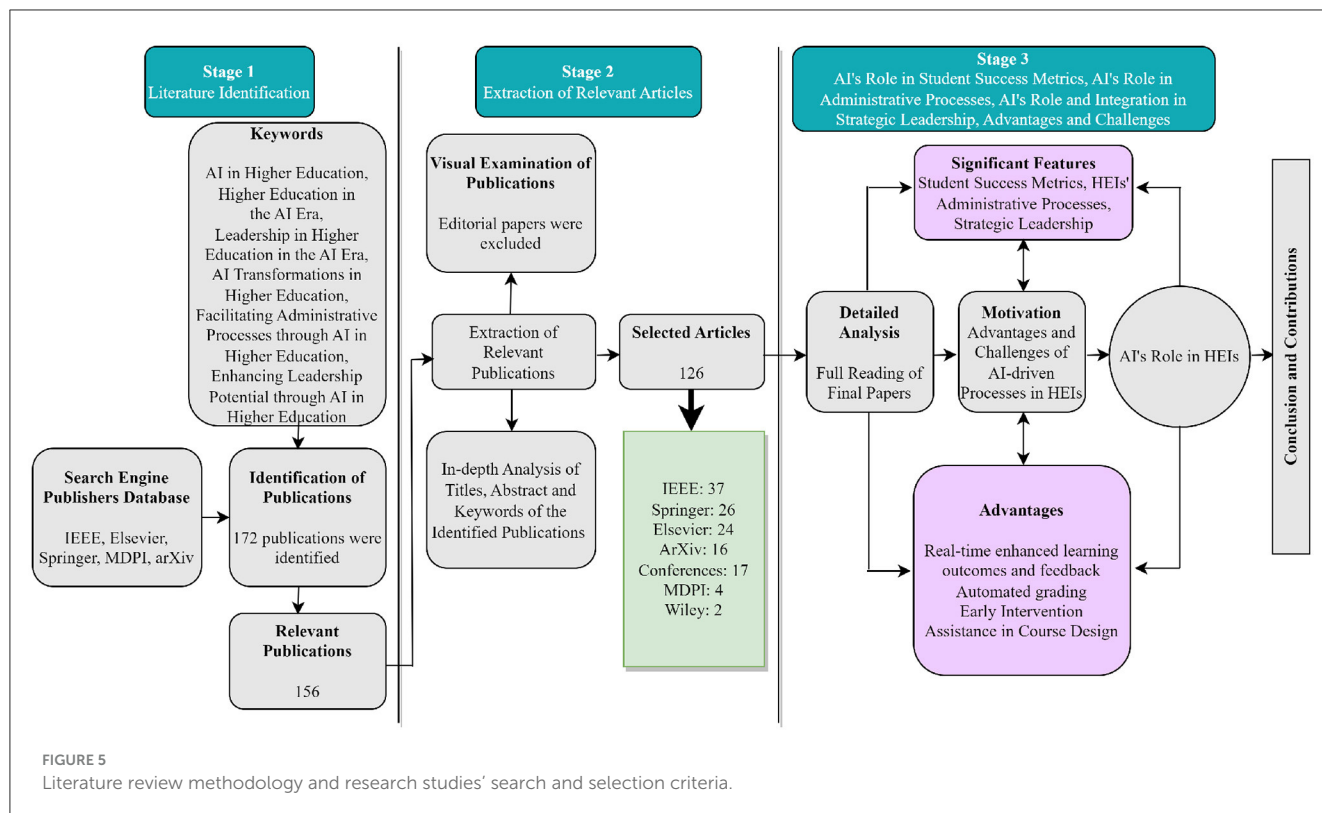 Stage 1
Literature Identification
Keywords
AI in Higher Education,
Higher Education in
the AI Era,
Leadership in Higher
Education in the AI Era,
AI Transformations in
Higher Education,
Facilitating Administrative
Processes through AI in
Higher Education,
Enhancing Leadership
Potential through AI in
Higher Education
Search Engine
Publishers Database
IEEE, Elsevier,
Springer, MDPI, arXiv
Identification of
Publications
172 publications were
identified
Relevant
Publications
156
Stage 2
Extraction of Relevant Articles
Visual Examination of
Publications
Editorial papers were
excluded
Extraction of
Relevant
Publications
In-depth Analysis of
Titles, Abstract and
Keywords of the
Identified Publications
Selected Articles
126
IEEE: 37
Springer: 26
Elsevier: 24
ArXiv: 16
Conferences: 17
MDPI: 4
Wiley: 2
Stage 3
AI's Role in Student Success Metrics, AI's Role in
Administrative Processes, AI's Role and Integration in
Strategic Leadership, Advantages and Challenges
Significant Features
Student Success Metrics, HEIs'
Administrative Processes,
Strategic Leadership
Detailed
Analysis
Full Reading of
Final Papers
Motivation
Advantages and
Challenges of
AI-driven
Processes in HEIs
AI's Role in HEIs
Advantages
Real-time enhanced learning
outcomes and feedback
Automated grading
Early Intervention
Assistance in Course Design
Conclusion and Contributions
FIGURE 5
Literature review methodology and research studies' search and selection criteria.